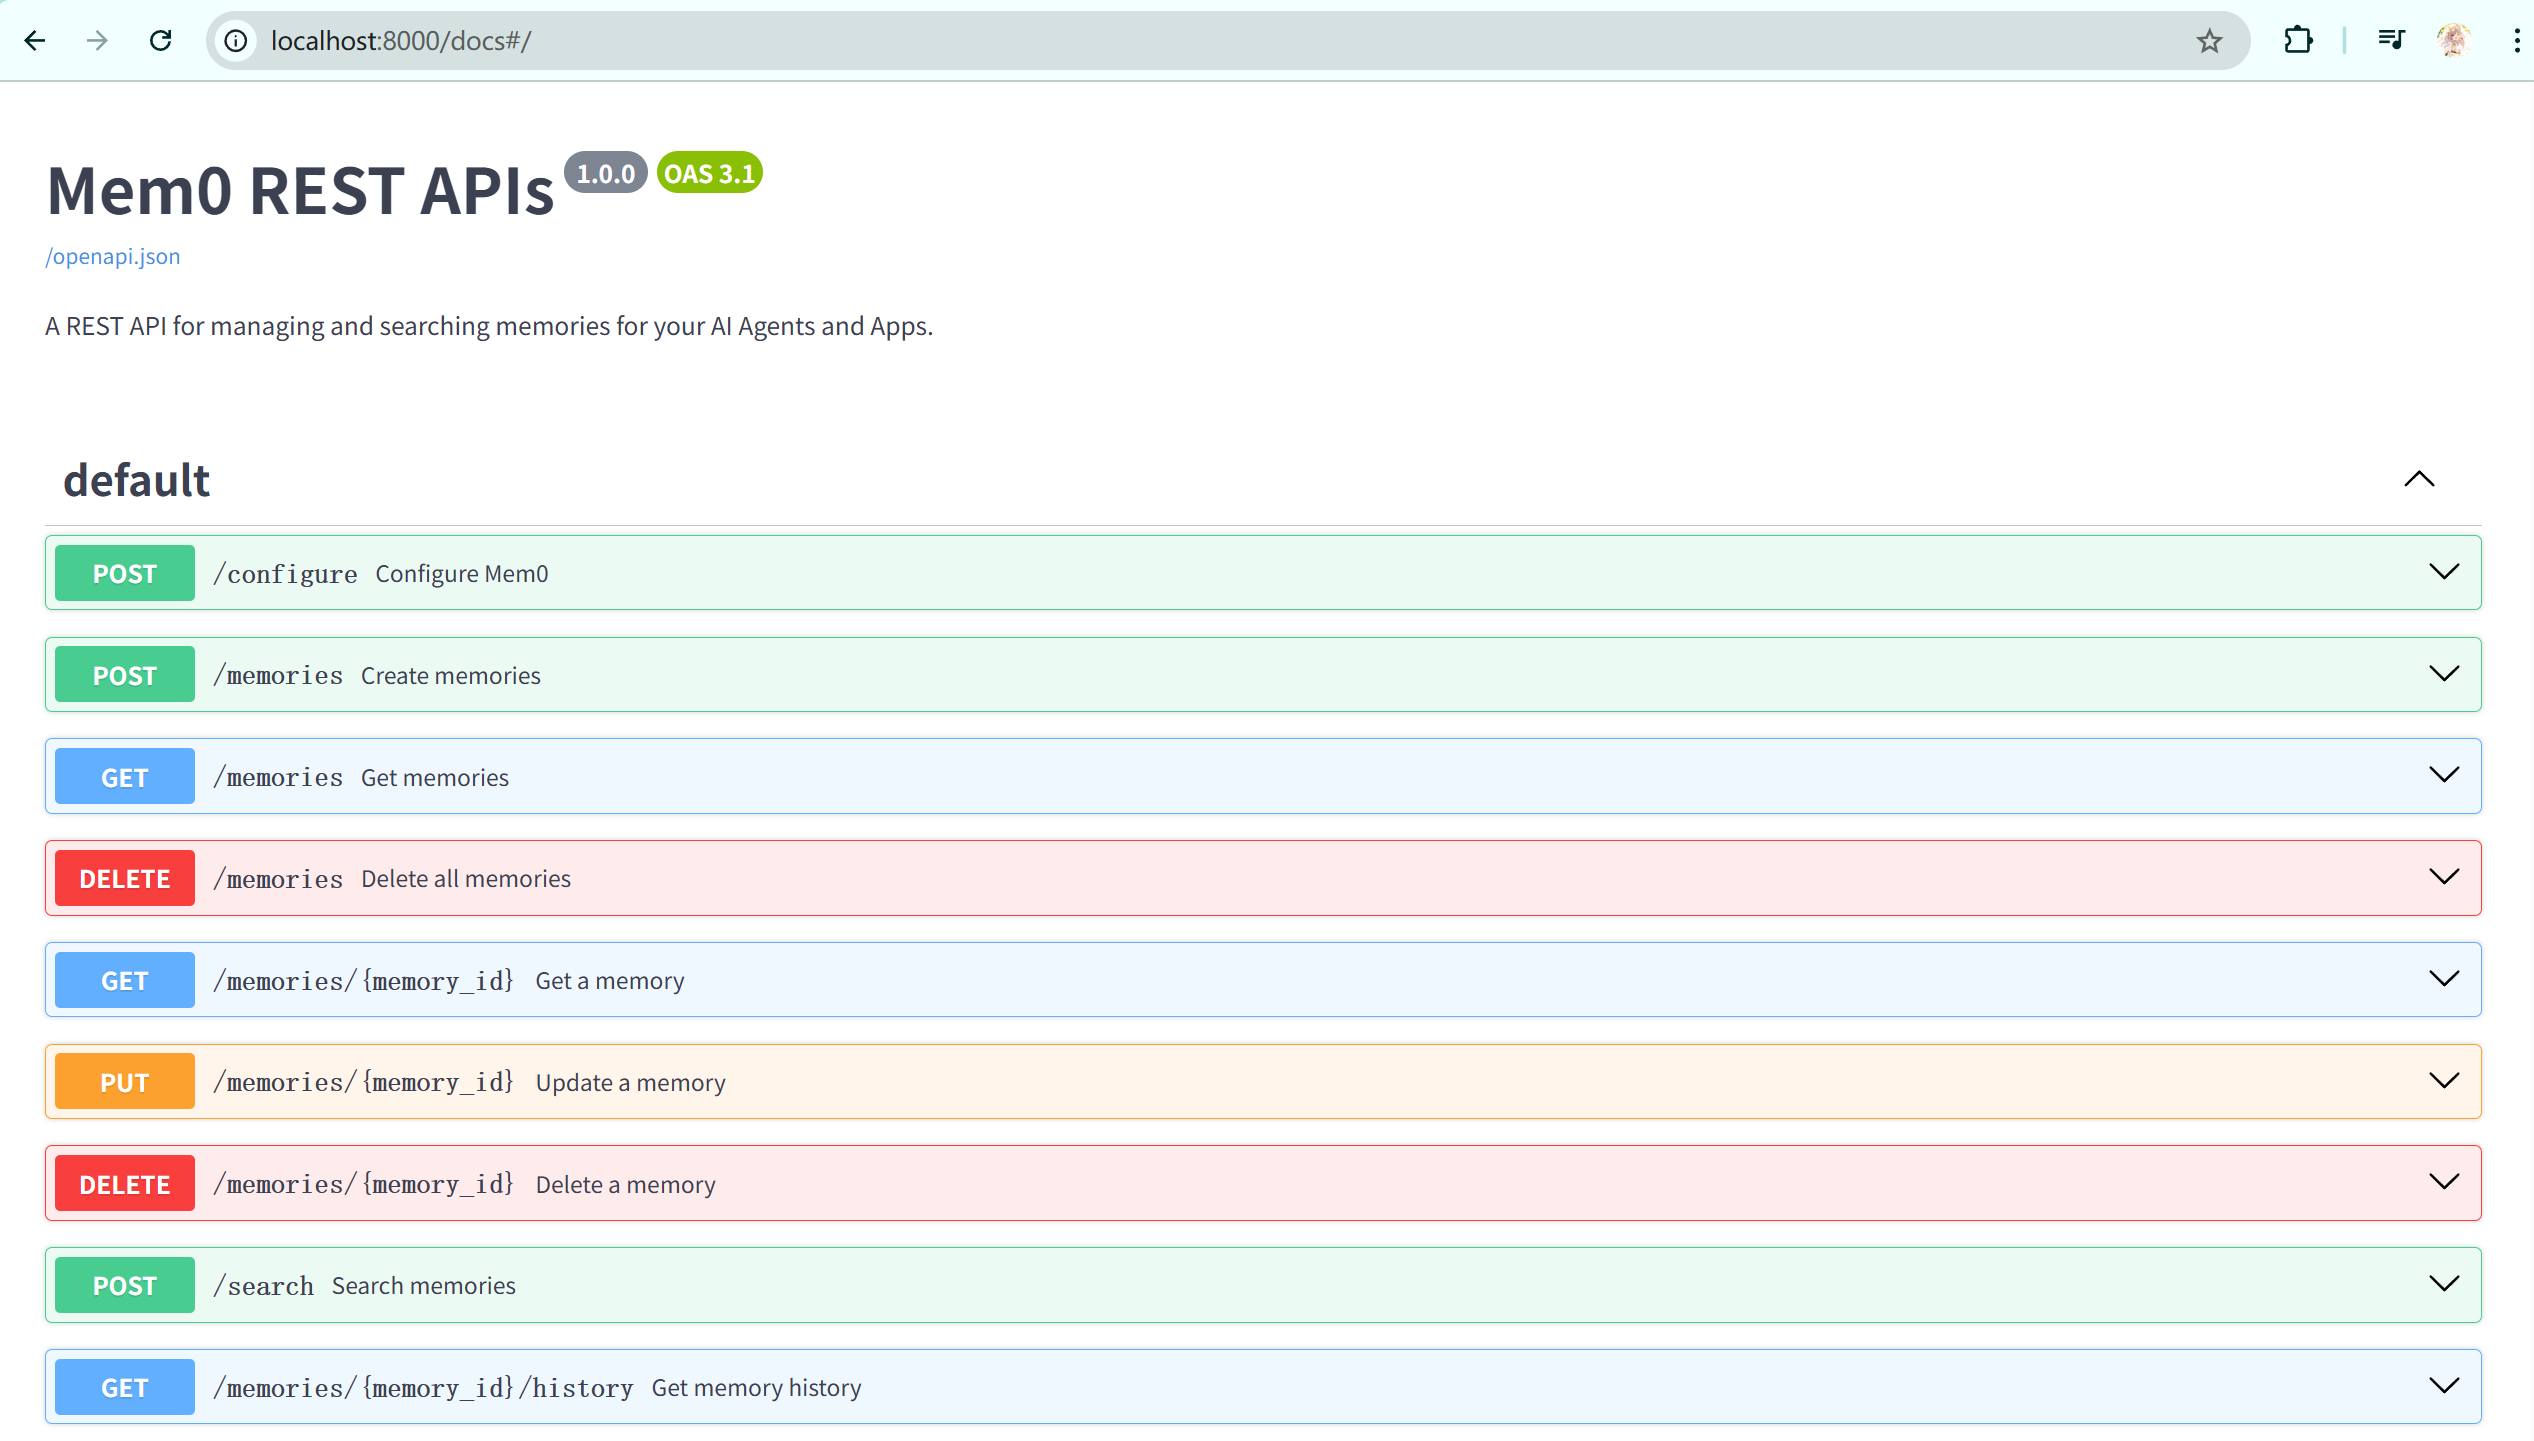 localhost:8000/docs#/
Mem0 REST APIs 1.0.0 OAS 3.1
/openapi.json
A REST API for managing and searching memories for your AI Agents and Apps.
default
POST /configure Configure Mem0
POST /memories Create memories
GET /memories Get memories
DELETE /memories Delete all memories
GET /memories/{memory_id} Get a memory
PUT /memories/{memory_id} Update a memory
DELETE /memories/{memory_id} Delete a memory
POST /search Search memories
GET /memories/{memory_id}/history Get memory history